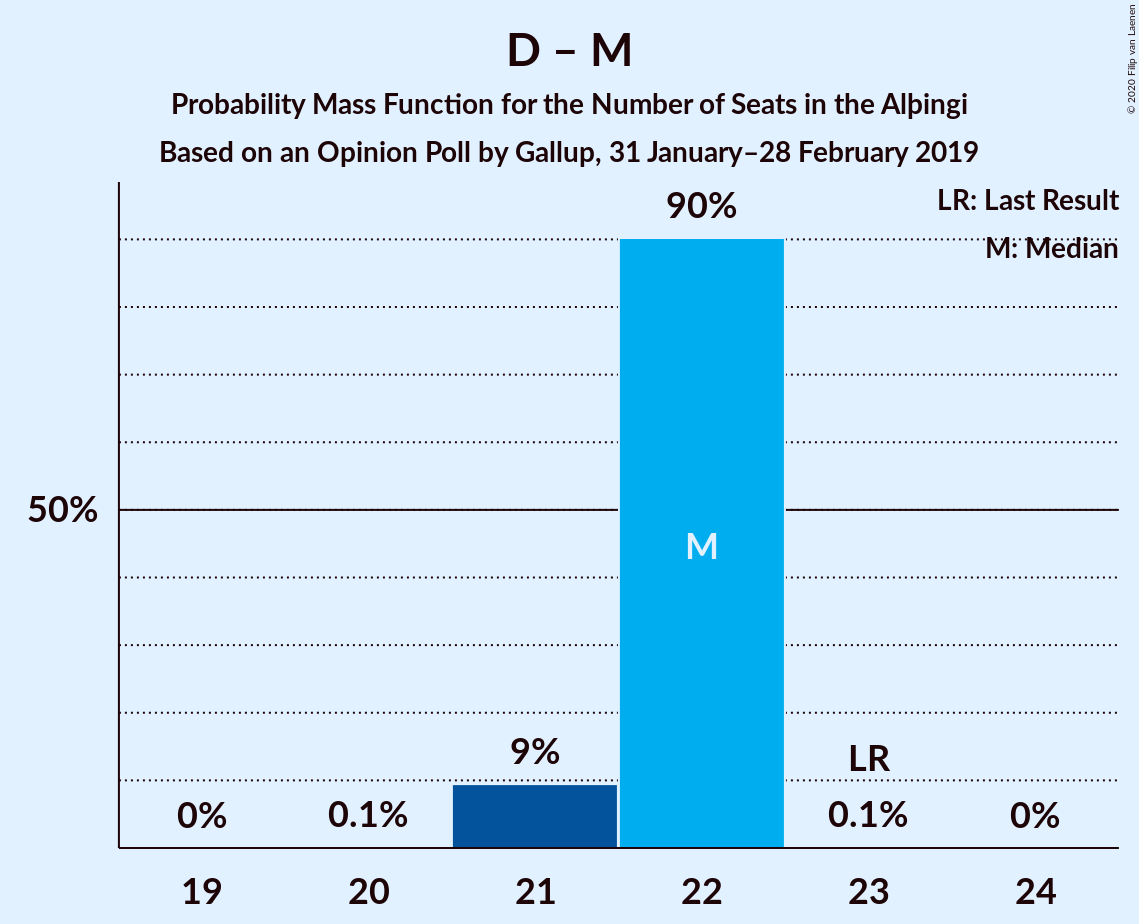 D – M
Probability Mass Function for the Number of Seats in the Alþingi
Based on an Opinion Poll by Gallup, 31 January–28 February 2019
© 2020 Filip van Laenen
LR: Last Result
M: Median
90%
50%
M
9%
LR
0%
0.1%
0.1%
0%
19
20
21
22
23
24